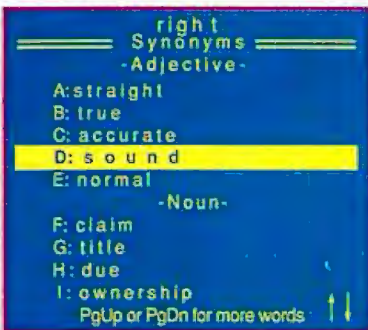 right
Synonyms
-Adjective-
A:straight
B: true
C: accurate
D: sound
E: normal
-Noun-
F: claim
G: title
H: due
I: ownership
PgUp or PgDn for more words ↑↓